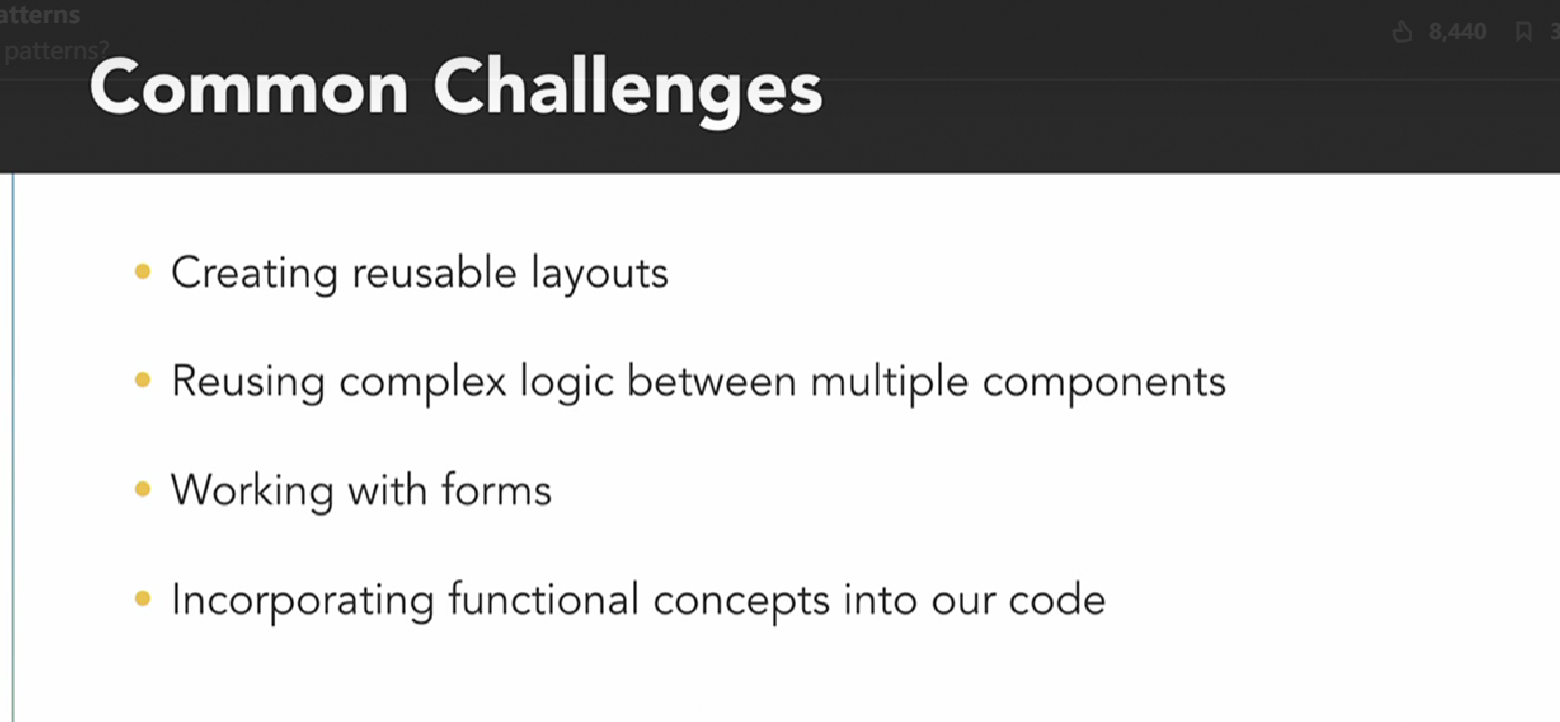 atterns
patterns?
8,440
3
Common Challenges
Creating reusable layouts
Reusing complex logic between multiple components
Working with forms
Incorporating functional concepts into our code